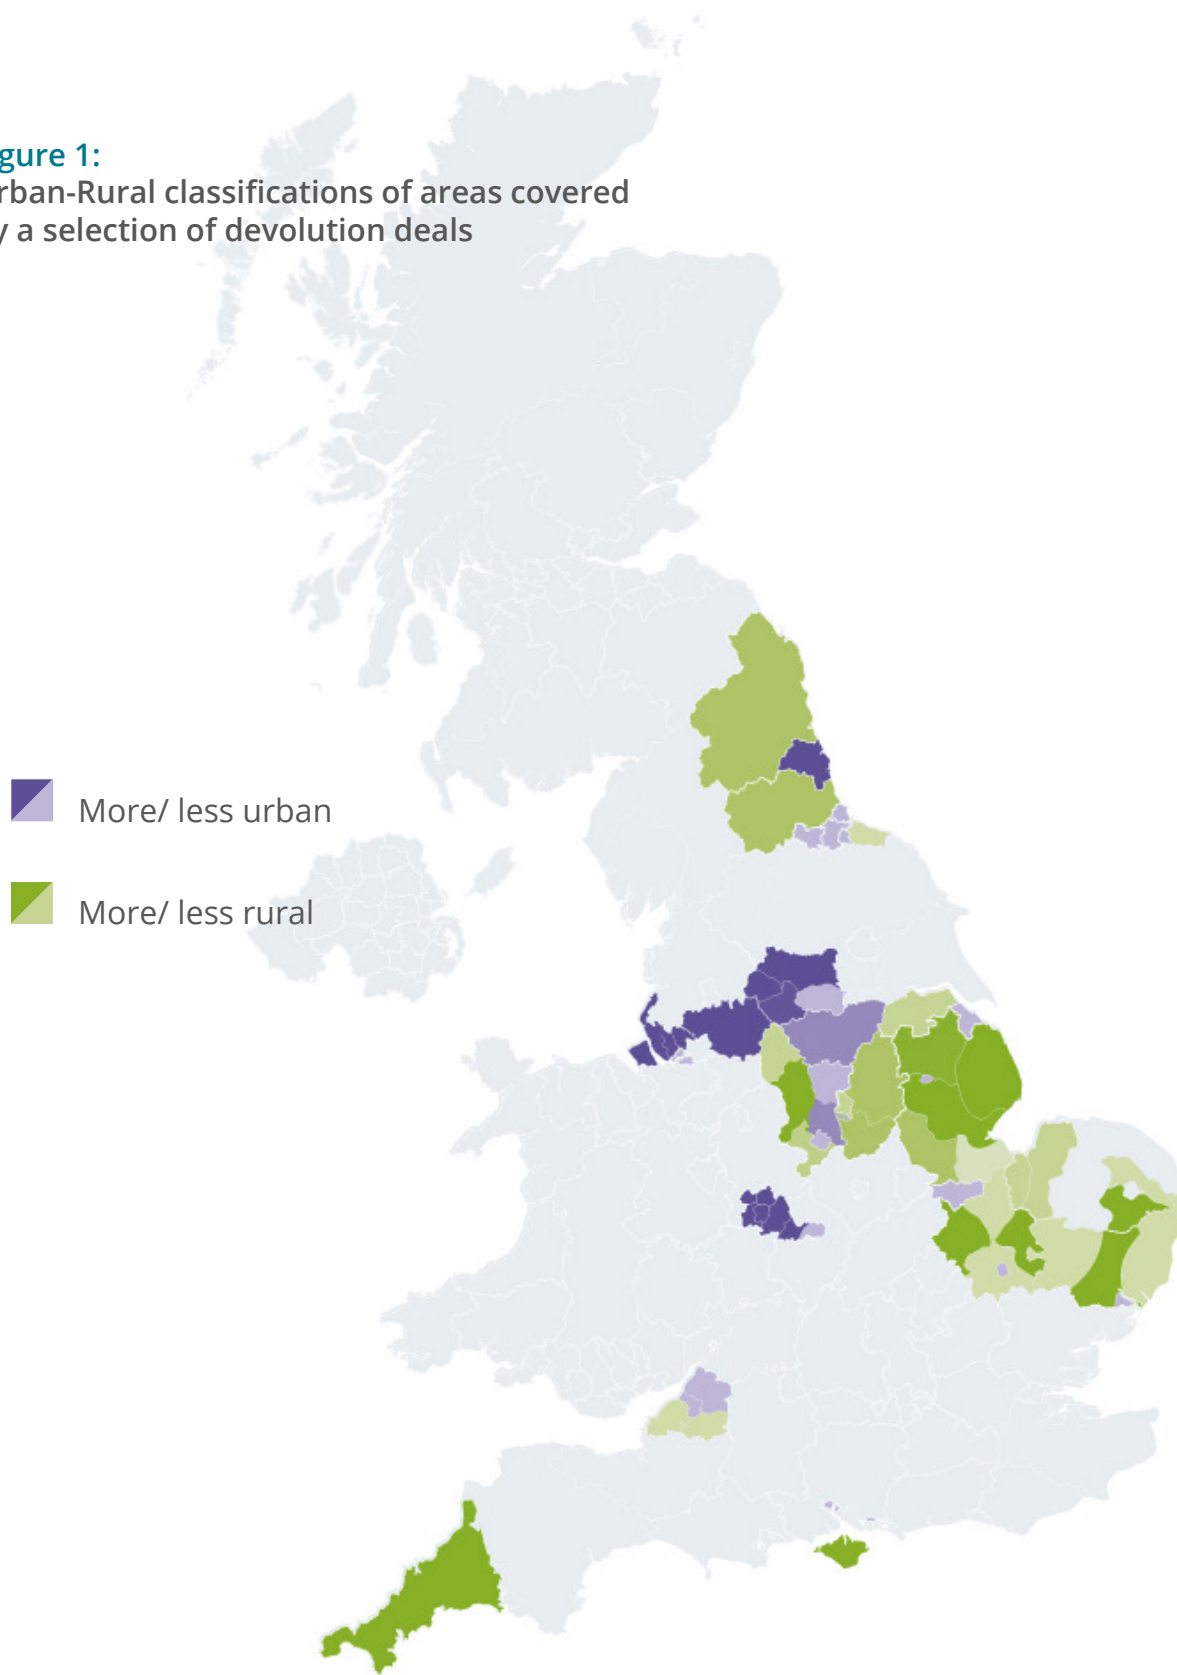 gure 1:
rban-Rural classifications of areas covered
y a selection of devolution deals
More/ less urban
More/ less rural